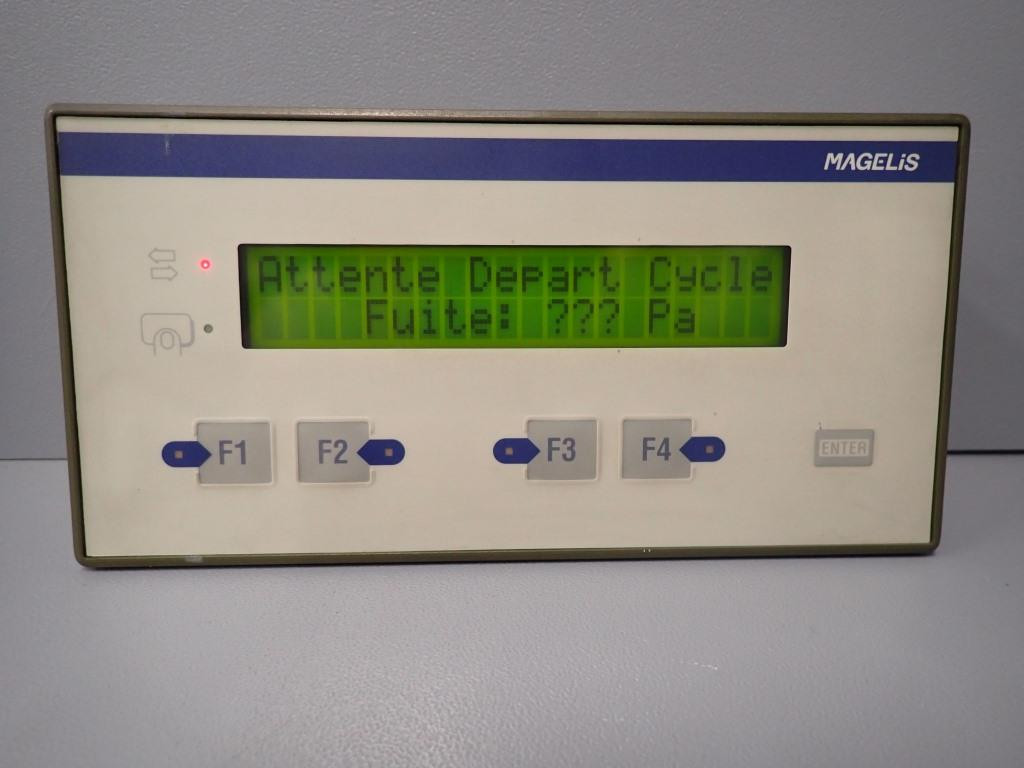 MAGELiS
Attente Depart Cycle
Fuite: ??? Pa
F1 F2 F3 F4 ENTER